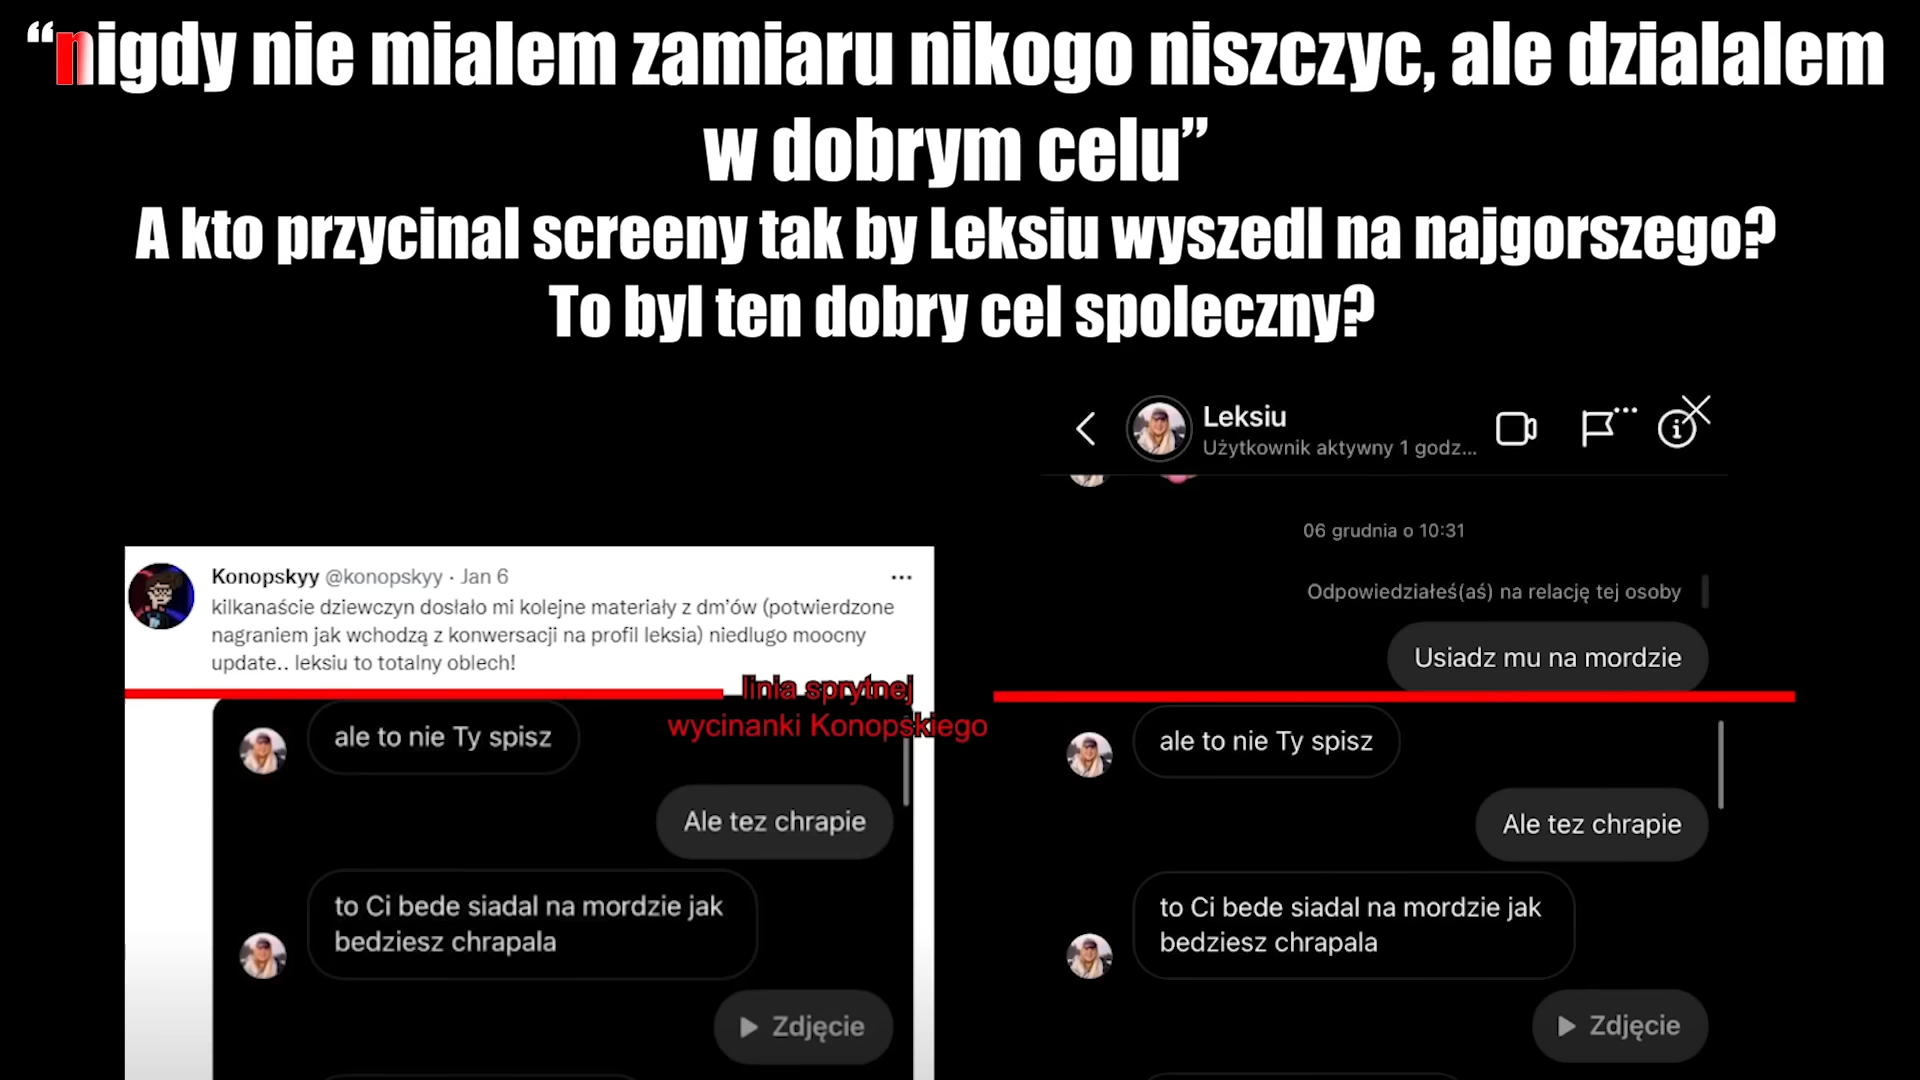 “nigdy nie mialem zamiaru nikogo niszczyc, ale dzialalem
w dobrym celu”
A kto przycinal screeny tak by Leksiu wyszedl na najgorszego?
To byl ten dobry cel spoleczny?
Konopskyy @konopskyy · Jan 6
kilkanaście dziewczyn dosłało mi kolejne materiały z dm’ów (potwierdzone
nagraniem jak wchodzą z konwersacji na profil leksia) niedlugo moocny
update.. leksiu to totalny oblech!
linia sprytnej
wycinanki Konopskiego
ale to nie Ty spisz
Ale tez chrapie
to Ci bede siadal na mordzie jak
bedziesz chrapala
Zdjęcie
Leksiu
Użytkownik aktywny 1 godz...
06 grudnia o 10:31
Odpowiedziałeś(aś) na relację tej osoby
Usiadz mu na mordzie
ale to nie Ty spisz
Ale tez chrapie
to Ci bede siadal na mordzie jak
bedziesz chrapala
Zdjęcie